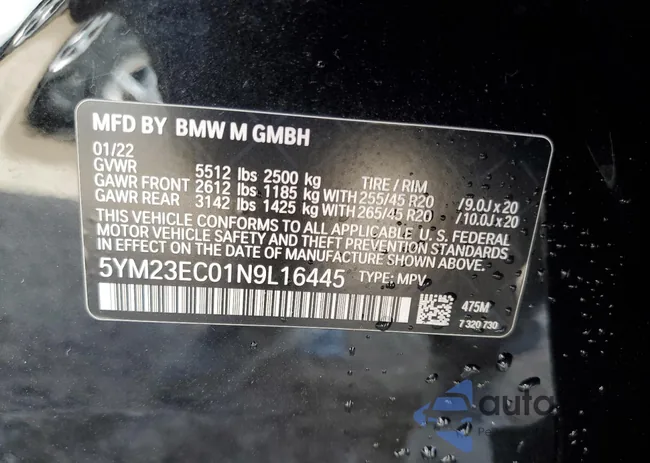 MFD BY BMW M GMBH
01/22
GVWR 5512 lbs 2500 kg TIRE / RIM
GAWR FRONT 2612 lbs 1185 kg WITH 255/45 R20 /9.0J x 20
GAWR REAR 3142 lbs 1425 kg WITH 265/45 R20 /10.0J x 20
THIS VEHICLE CONFORMS TO ALL APPLICABLE U. S. FEDERAL
MOTOR VEHICLE SAFETY AND THEFT PREVENTION STANDARDS
IN EFFECT ON THE DATE OF MANUFACTURE SHOWN ABOVE.
5YM23EC01N9L16445 TYPE: MPV
475M
7 320 730
auto